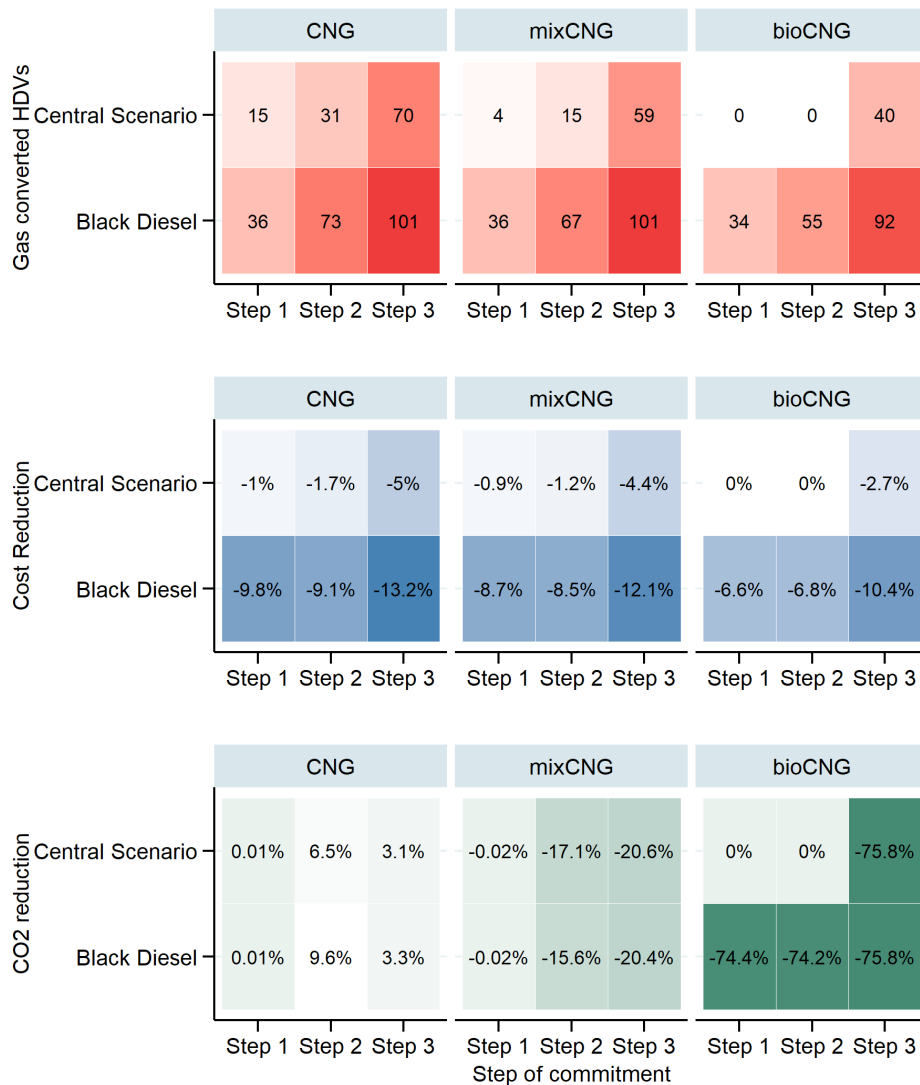 CNG mixCNG bioCNG
Gas converted HDVs
Central Scenario 15 31 70 4 15 59 0 0 40
Black Diesel 36 73 101 36 67 101 34 55 92
Step 1 Step 2 Step 3 Step 1 Step 2 Step 3 Step 1 Step 2 Step 3
CNG mixCNG bioCNG
Cost Reduction
Central Scenario -1% -1.7% -5% -0.9% -1.2% -4.4% 0% 0% -2.7%
Black Diesel -9.8% -9.1% -13.2% -8.7% -8.5% -12.1% -6.6% -6.8% -10.4%
Step 1 Step 2 Step 3 Step 1 Step 2 Step 3 Step 1 Step 2 Step 3
CNG mixCNG bioCNG
CO2 reduction
Central Scenario 0.01% 6.5% 3.1% -0.02% -17.1% -20.6% 0% 0% -75.8%
Black Diesel 0.01% 9.6% 3.3% -0.02% -15.6% -20.4% -74.4% -74.2% -75.8%
Step 1 Step 2 Step 3 Step 1 Step 2 Step 3 Step 1 Step 2 Step 3
Step of commitment